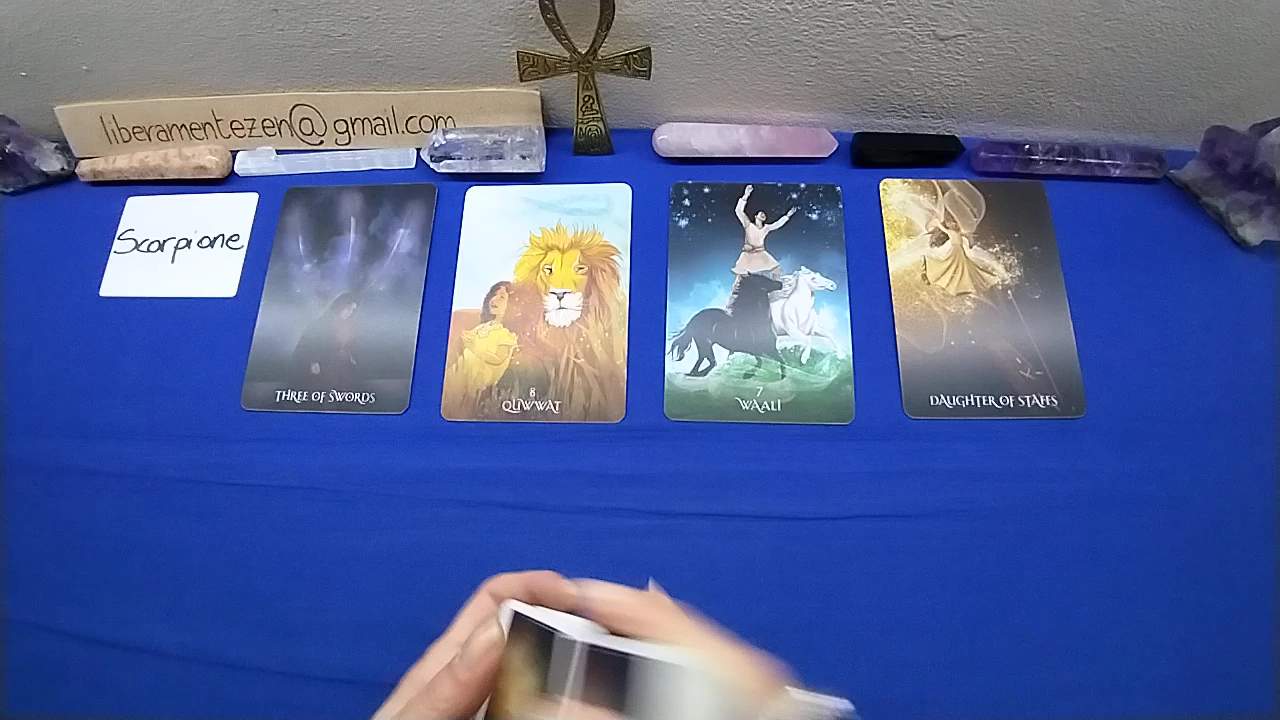 liberamentezen@gmail.com
Scorpione
THREE OF SWORDS
8
QUWWAT
7
WAALI
DAUGHTER OF STAFFS